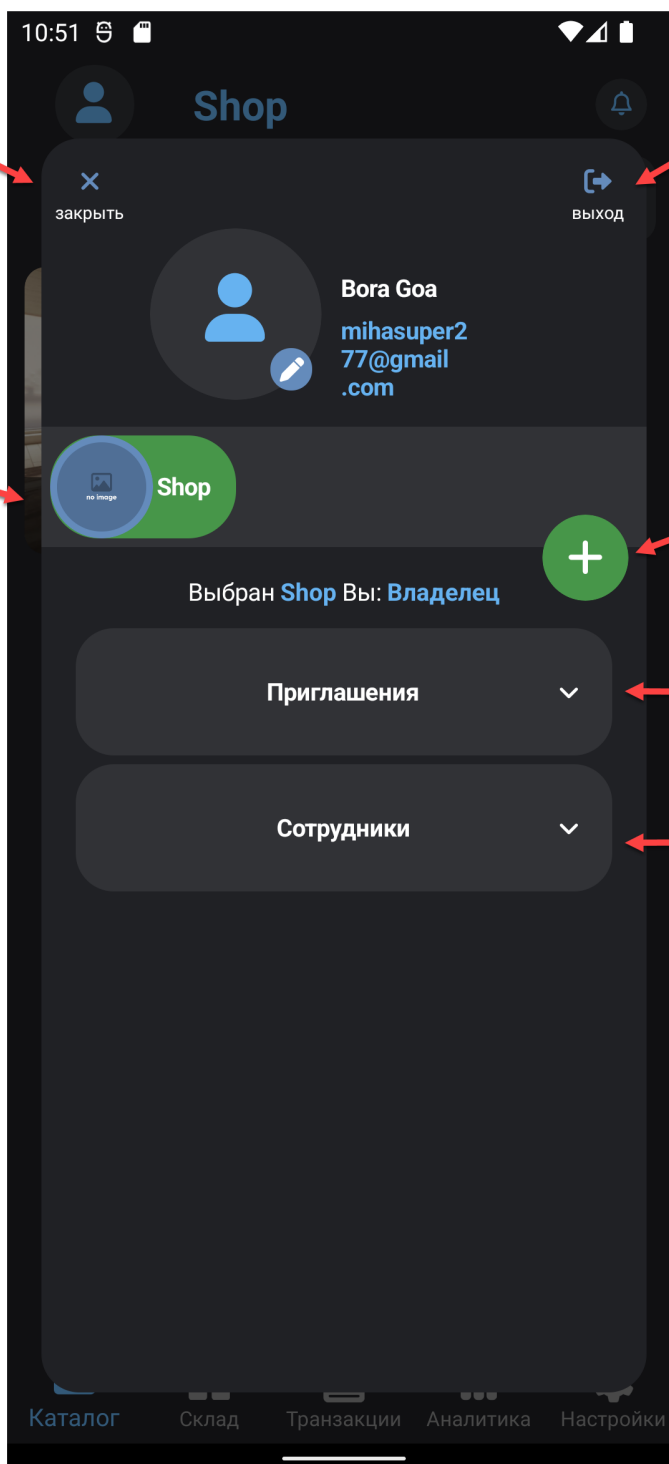 10:51
Shop
закрыть
выход
Bora Goa
mihasuper2
77@gmail
.com
no image
Shop
Выбран Shop Вы: Владелец
Приглашения
Сотрудники
Каталог
Склад
Транзакции
Аналитика
Настройки